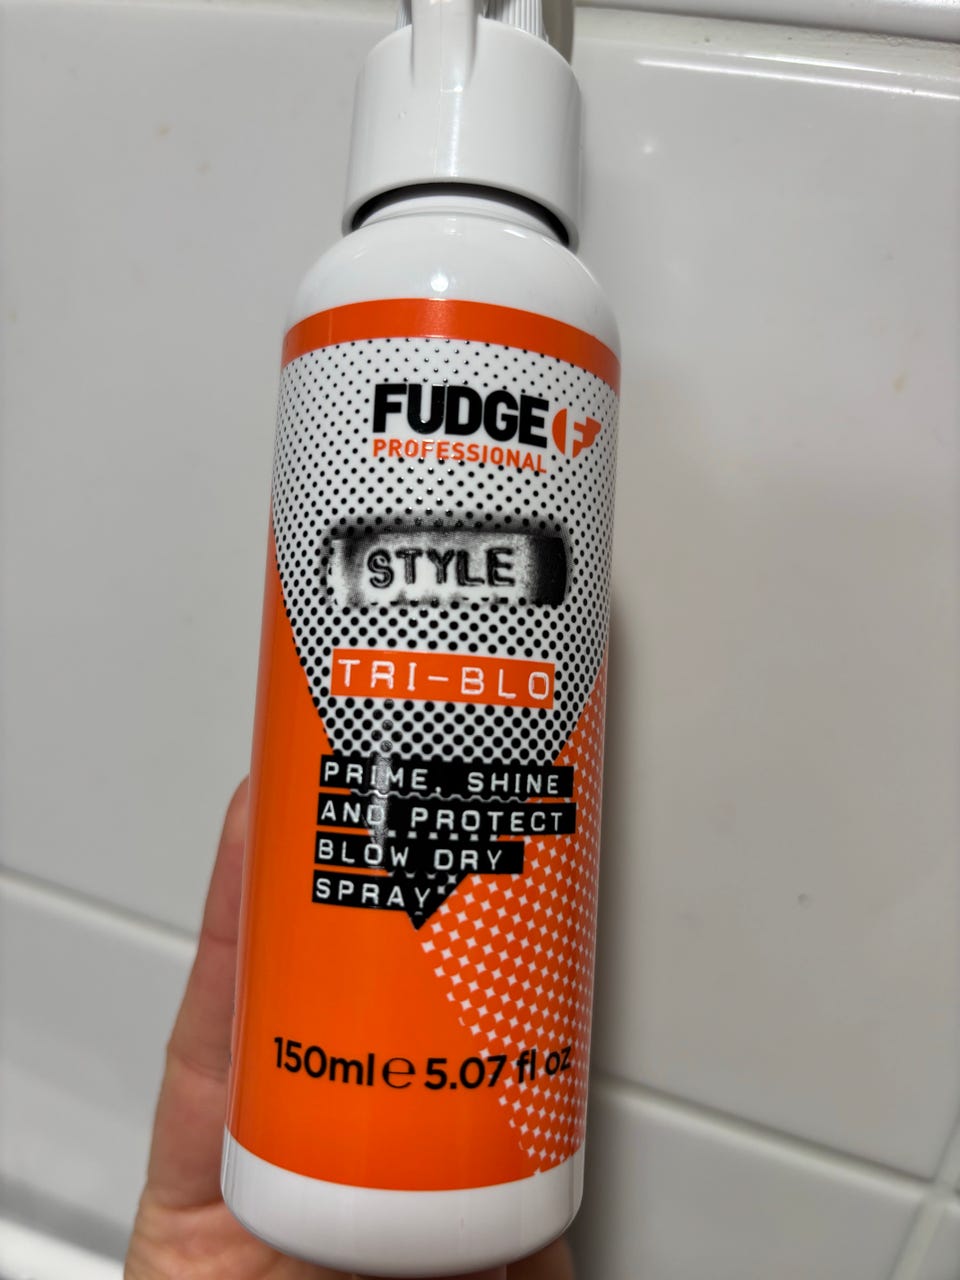 FUDGE
PROFESSIONAL
STYLE
TRI-BLO
PRIME, SHINE
AND PROTECT
BLOW DRY
SPRAY
150ml e 5.07 fl oz